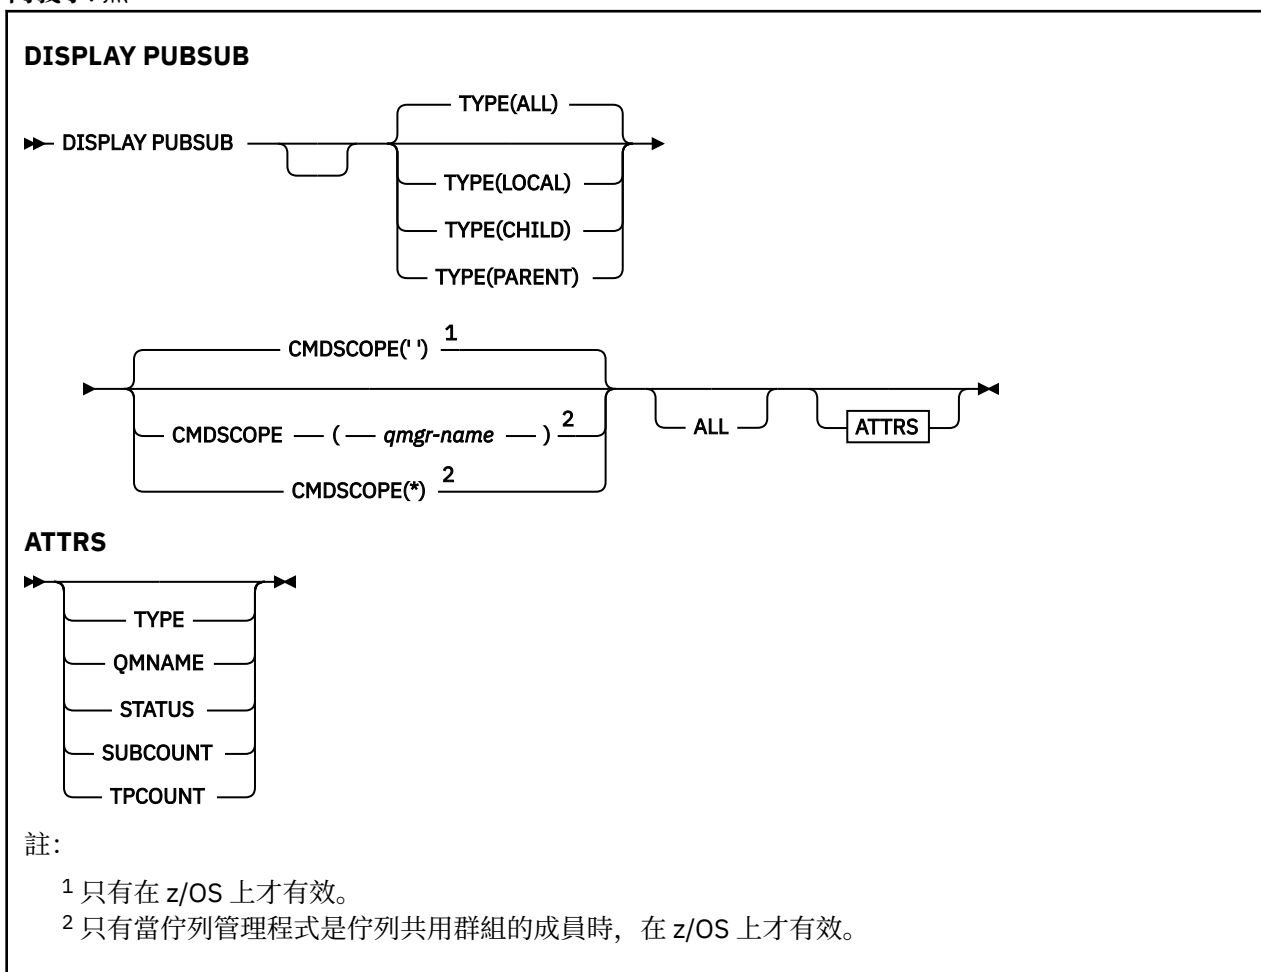 DISPLAY PUBSUB
TYPE(ALL)
DISPLAY PUBSUB
TYPE(LOCAL)
TYPE(CHILD)
TYPE(PARENT)
CMDSCOPE(' ') 1
CMDSCOPE ( qmgr-name ) 2
ALL
ATTRS
CMDSCOPE(*) 2
ATTRS
TYPE
QMNAME
STATUS
SUBCOUNT
TPCOUNT
註：
1 只有在 z/OS 上才有效。
2 只有當佇列管理程式是佇列共用群組的成員時，在 z/OS 上才有效。